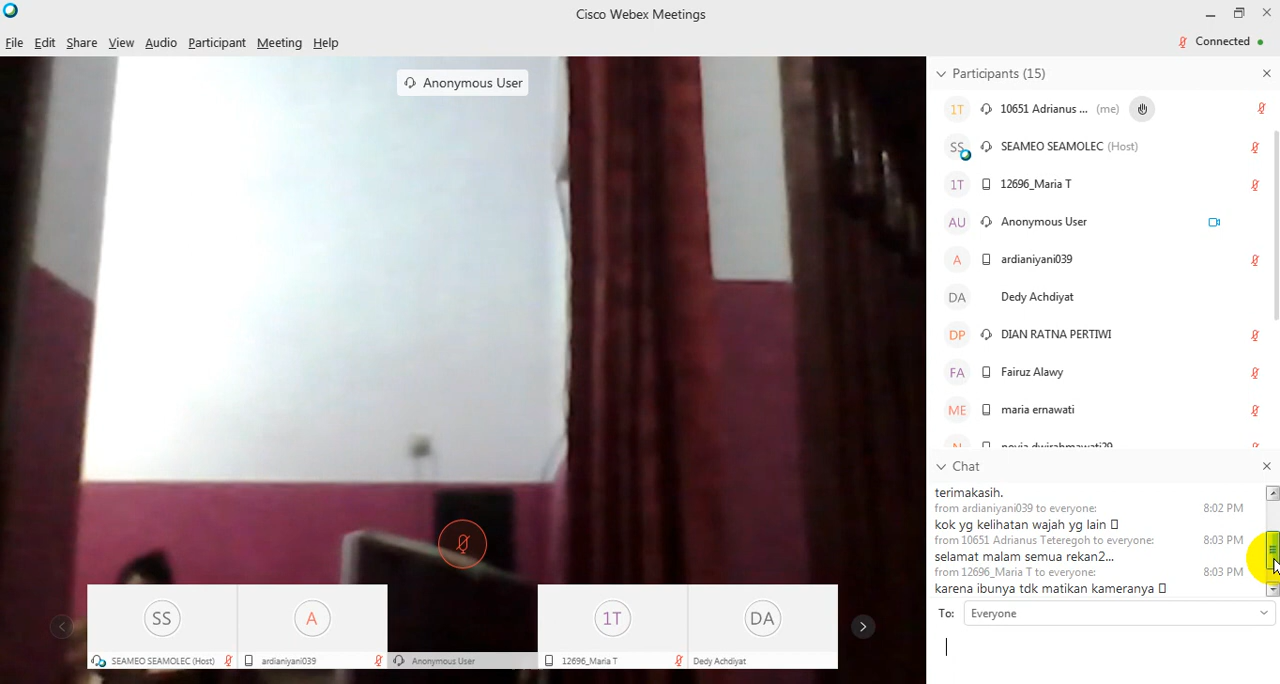 Cisco Webex Meetings
File Edit Share View Audio Participant Meeting Help
Connected
Anonymous User
Participants (15)
1T 10651 Adrianus ... (me)
SS SEAMEO SEAMOLEC (Host)
1T 12696_Maria T
AU Anonymous User
A ardianiyani039
DA Dedy Achdiyat
DP DIAN RATNA PERTIWI
FA Fairuz Alawy
ME maria ernawati
Chat
terimakasih.
from ardianiyani039 to everyone: 8:02 PM
kok yg kelihatan wajah yg lain
from 10651 Adrianus Teteregoh to everyone: 8:03 PM
selamat malam semua rekan2...
from 12696_Maria T to everyone: 8:03 PM
karena ibunya tdk matikan kameranya
To: Everyone
SS
SEAMEO SEAMOLEC (Host)
A
ardianiyani039
Anonymous User
1T
12696_Maria T
DA
Dedy Achdiyat